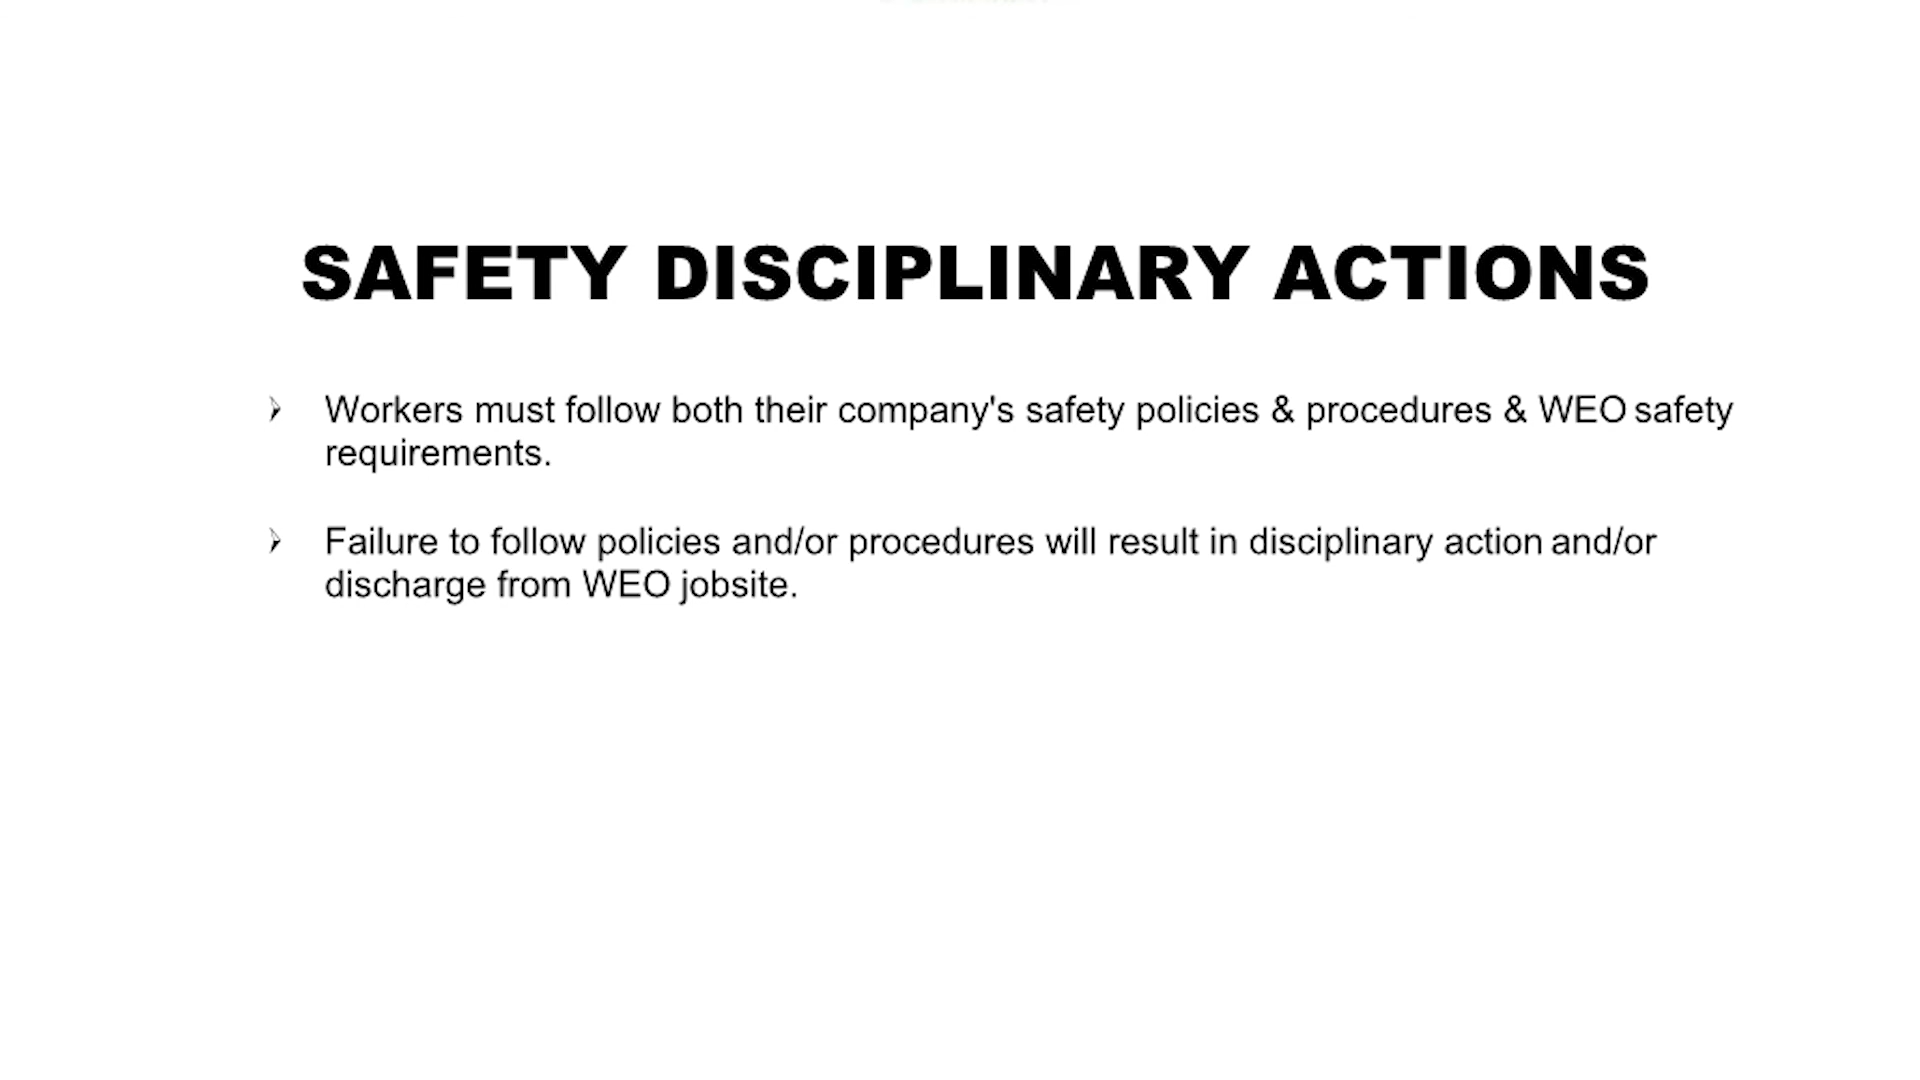 SAFETY DISCIPLINARY ACTIONS
Workers must follow both their company's safety policies & procedures & WEO safety
requirements.
Failure to follow policies and/or procedures will result in disciplinary action and/or
discharge from WEO jobsite.